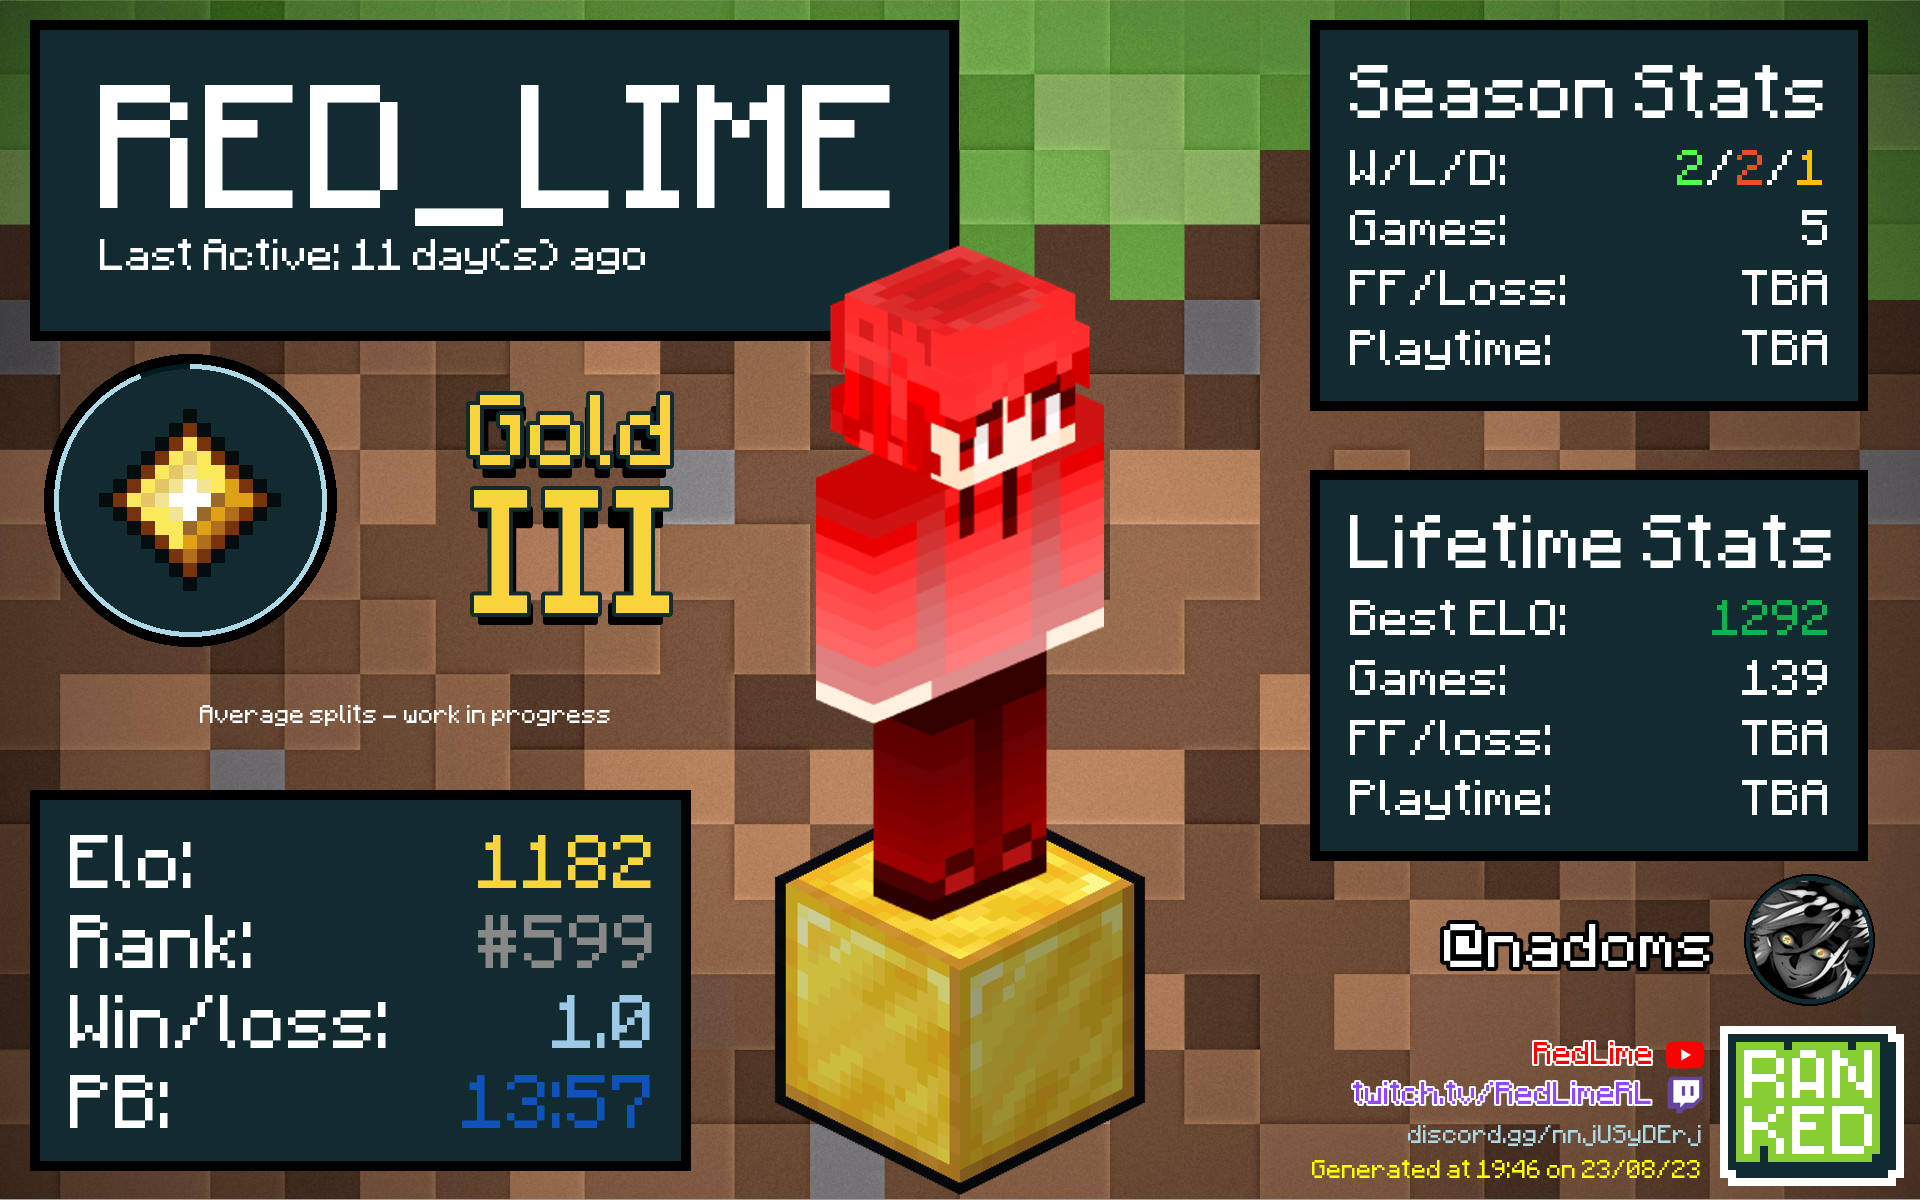 RED_LIME
Last Active: 11 day(s) ago
Gold
III
Average splits - work in progress
Elo: 1182
Rank: #599
Win/loss: 1.0
PB: 13:57
Season Stats
W/L/D: 2/2/1
Games: 5
FF/Loss: TBA
Playtime: TBA
Lifetime Stats
Best ELO: 1292
Games: 139
FF/loss: TBA
Playtime: TBA
@nadoms
RedLime
twitch.tv/RedLimeRL
discord.gg/nnjUSyDErj
Generated at 19:46 on 23/08/23
RAN
KED